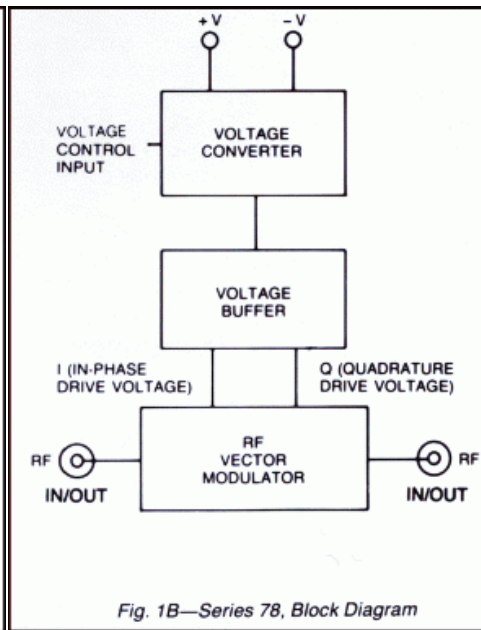 +V
-V
VOLTAGE
CONTROL
INPUT
VOLTAGE
CONVERTER
VOLTAGE
BUFFER
I (IN-PHASE
DRIVE VOLTAGE)
Q (QUADRATURE
DRIVE VOLTAGE)
RF
IN/OUT
RF
VECTOR
MODULATOR
RF
IN/OUT
Fig. 1B—Series 78, Block Diagram